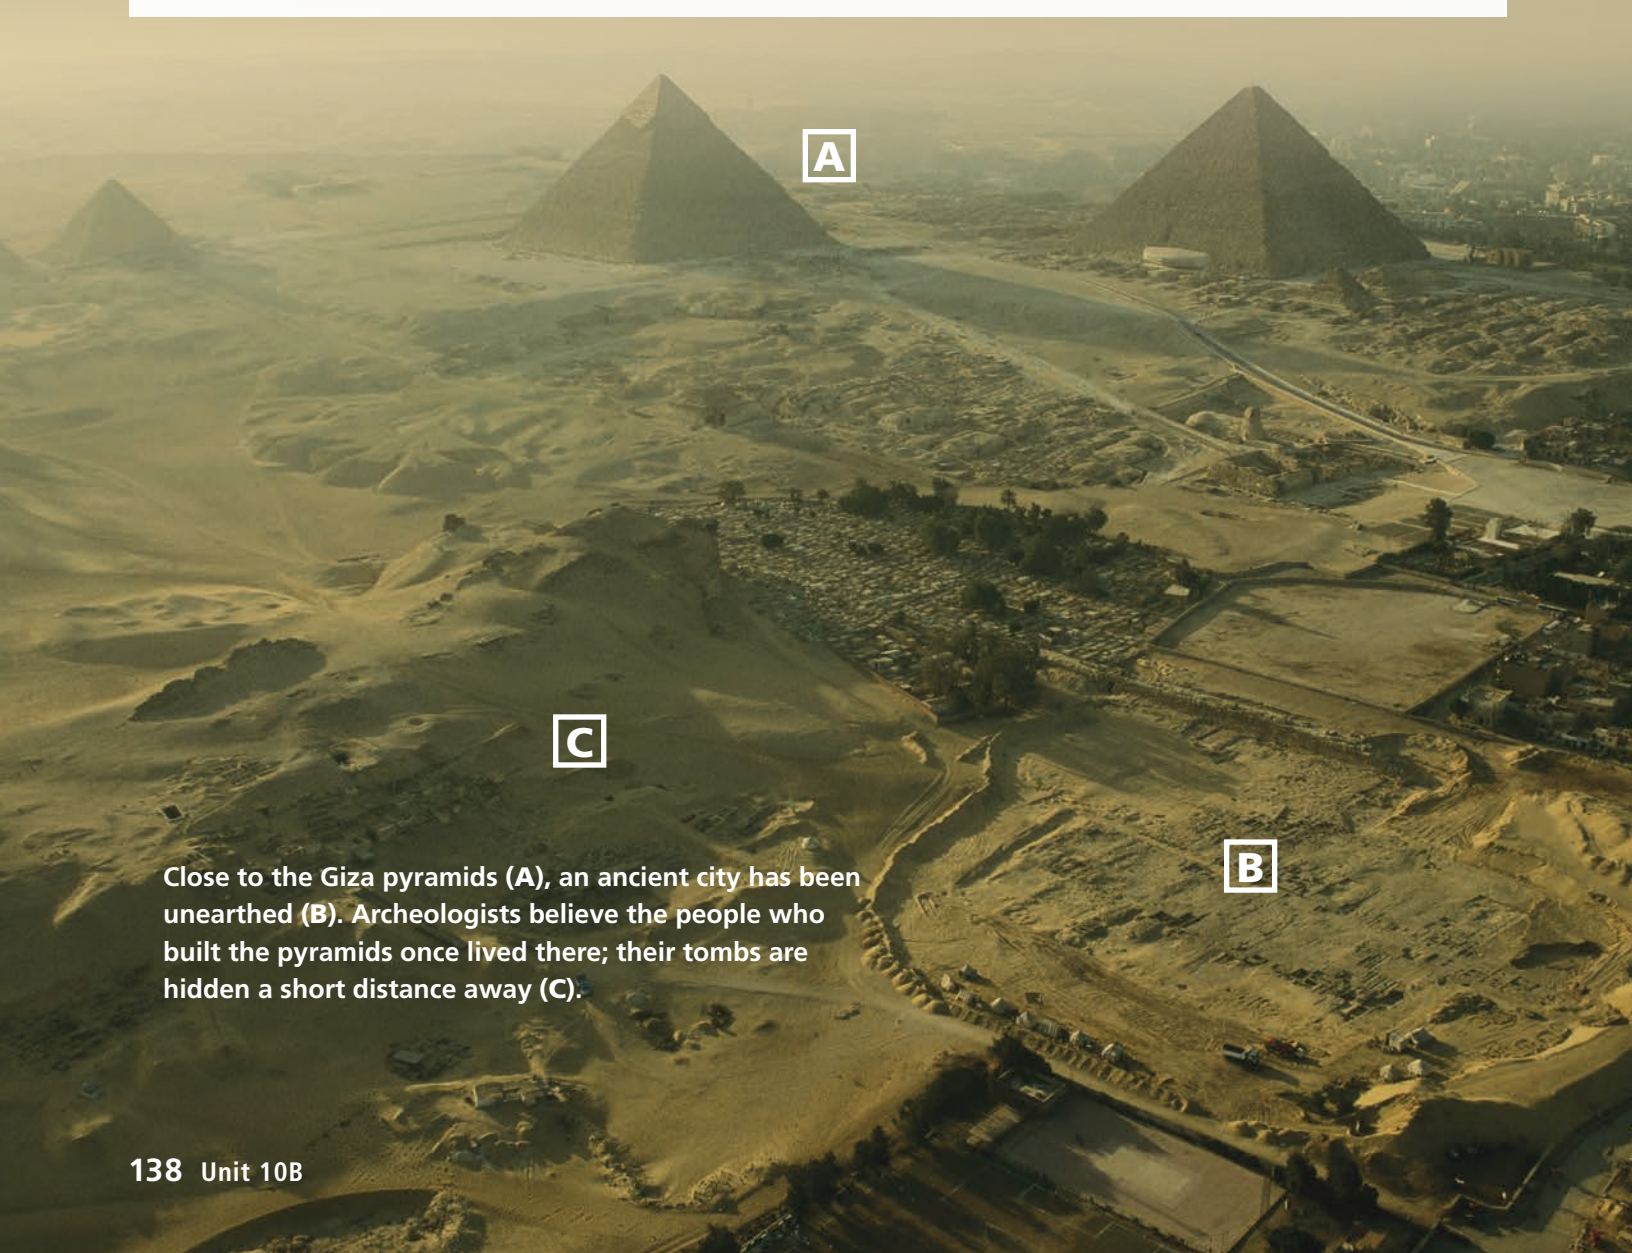 A
C
B
Close to the Giza pyramids (A), an ancient city has been
unearthed (B). Archeologists believe the people who
built the pyramids once lived there; their tombs are
hidden a short distance away (C).
138 Unit 10B